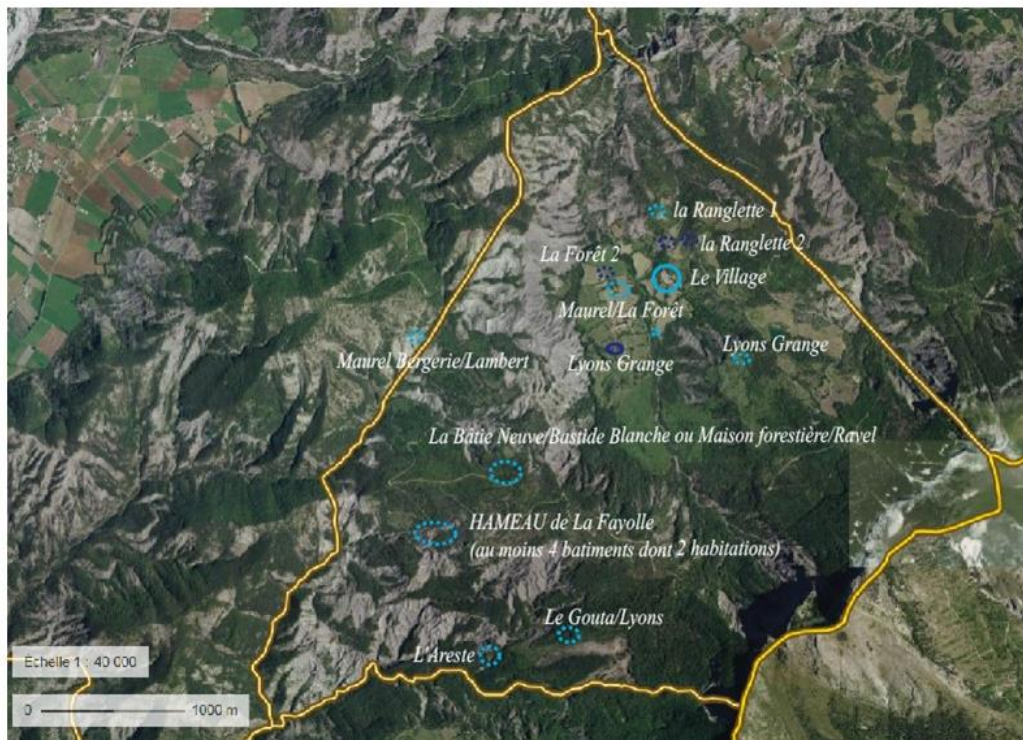 la Ranglette 1
la Ranglette 2
La Forêt 2
Le Village
Maurel/La Forêt
Maurel Bergerie/Lambert
Lyons Grange
Lyons Grange
La Bâtie Neuve/Bastide Blanche ou Maison forestière/Ravel
HAMEAU de La Fayolle
(au moins 4 batiments dont 2 habitations)
Le Gouta/Lyons
L'Areste
Échelle 1 : 40 000
0 1000 m